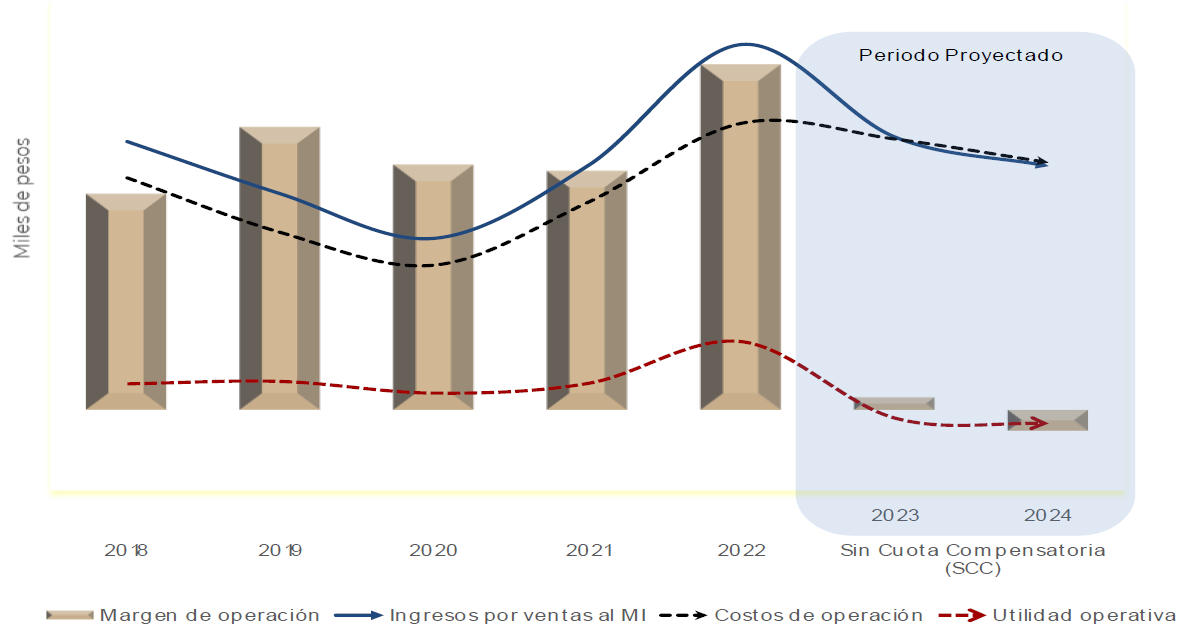 Periodo Proyectado
Miles de pesos
2023 2024
2018 2019 2020 2021 2022 Sin Cuota Compensatoria
(SCC)
Margen de operación Ingresos por ventas al MI Costos de operación Utilidad operativa